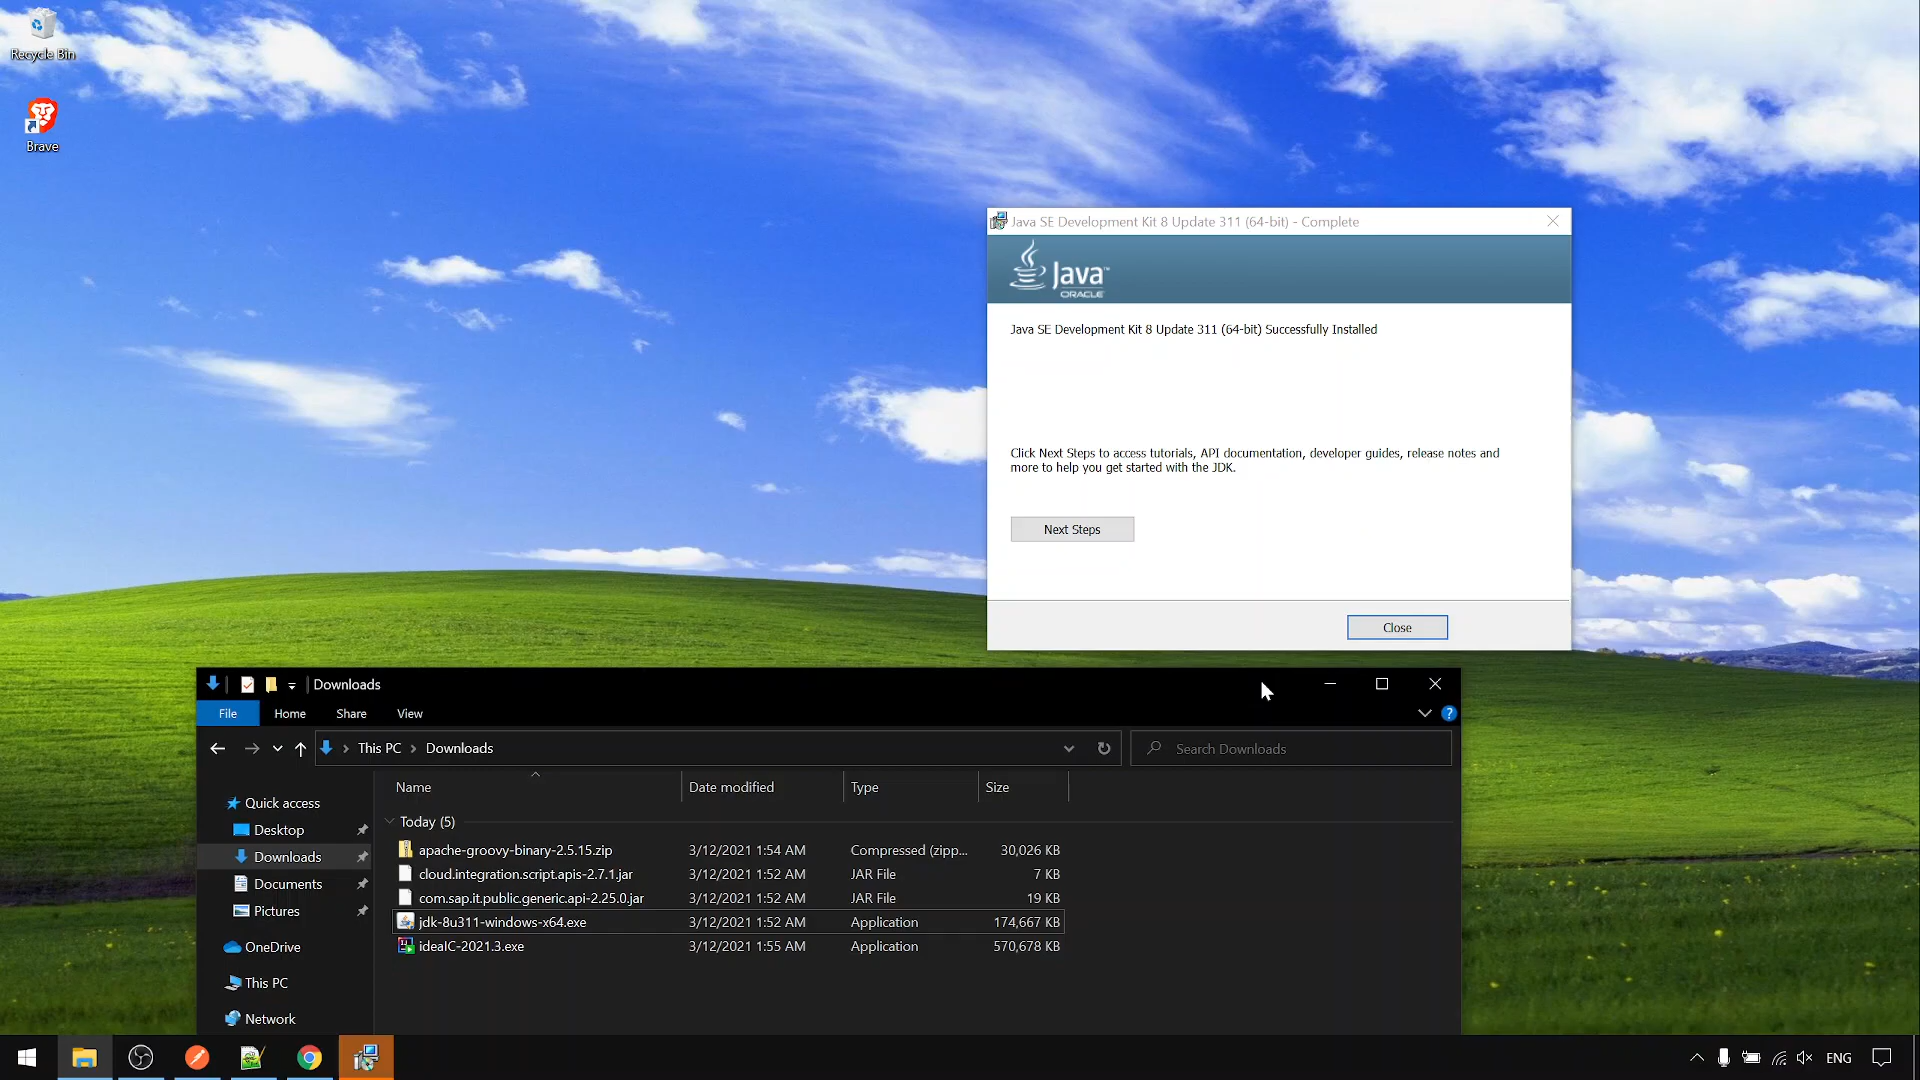 Recycle Bin
Brave
Java SE Development Kit 8 Update 311 (64-bit) - Complete
Java™
ORACLE
Java SE Development Kit 8 Update 311 (64-bit) Successfully Installed
Click Next Steps to access tutorials, API documentation, developer guides, release notes and
more to help you get started with the JDK.
Next Steps
Close
Downloads
File Home Share View
This PC Downloads
Search Downloads
Name Date modified Type Size
Quick access
Desktop
Downloads
Documents
Pictures
OneDrive
This PC
Network
Today (5)
apache-groovy-binary-2.5.15.zip 3/12/2021 1:54 AM Compressed (zipp... 30,026 KB
cloud.integration.script.apis-2.7.1.jar 3/12/2021 1:52 AM JAR File 7 KB
com.sap.it.public.generic.api-2.25.0.jar 3/12/2021 1:52 AM JAR File 19 KB
jdk-8u311-windows-x64.exe 3/12/2021 1:52 AM Application 174,667 KB
ideaIC-2021.3.exe 3/12/2021 1:55 AM Application 570,678 KB
ENG